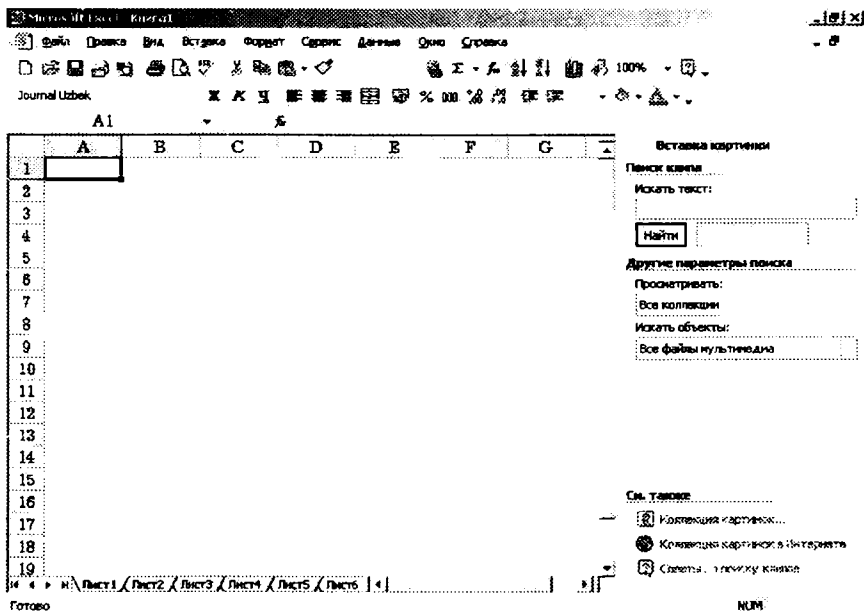 Microsoft Excel - Книга1
Файл Правка Вид Вставка Формат Сервис Данные Окно Справка
100%
Journal Uzbek Ж К Ч % 000
A1 fx
A B C D E F G
1
2
3
4
5
6
7
8
9
10
11
12
13
14
15
16
17
18
19
Вставка картинки
Поиск клипа
Искать текст:
Найти
Другие параметры поиска
Просматривать:
Все коллекции
Искать объекты:
Все файлы мультимедиа
См. также
Коллекция картинок...
Коллекция картинок в Интернете
Советы по поиску клипов
Лист1 Лист2 Лист3 Лист4 Лист5 Лист6
Готово NUM